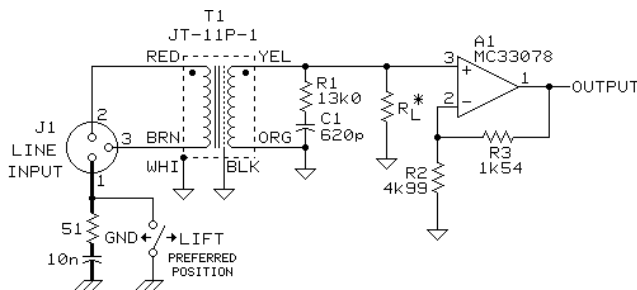 T1
JT-11P-1
RED
YEL
A1
MC33078
3
+
1
OUTPUT
2
−
R1
13k0
RL*
C1
620p
2
J1
LINE
INPUT
3
BRN
ORG
WHI
BLK
1
R3
1k54
R2
4k99
51
GND
LIFT
PREFERRED
POSITION
10n